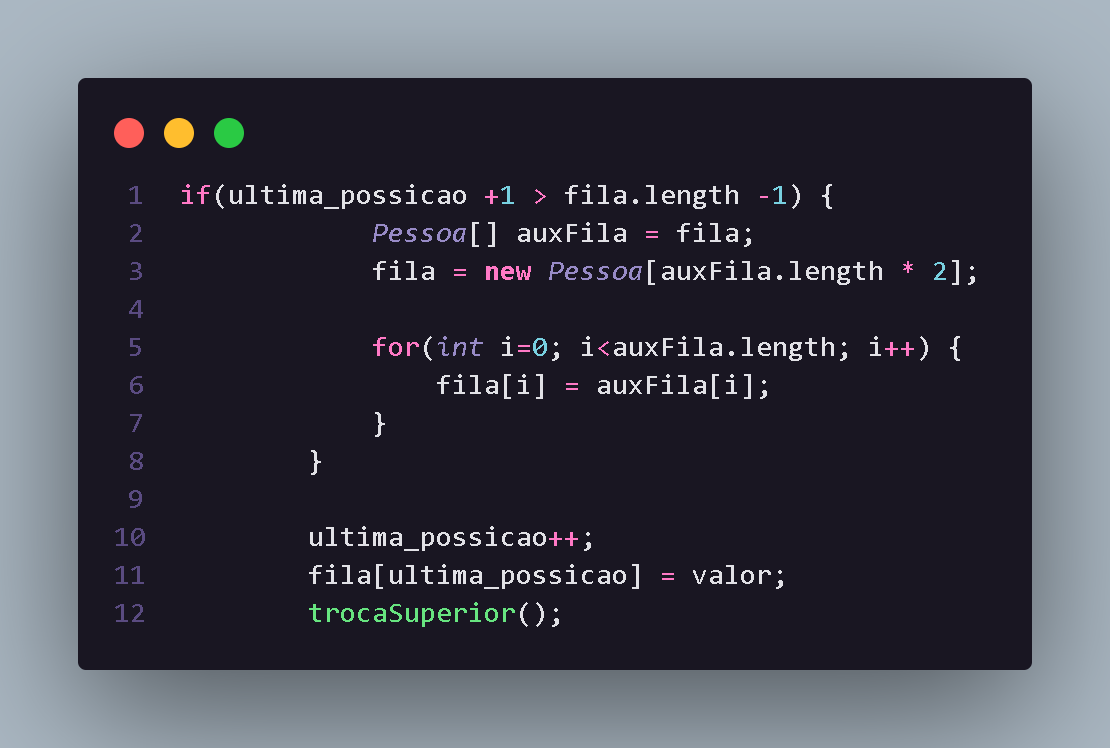 1 if(ultima_possicao +1 > fila.length -1) {
2 Pessoa[] auxFila = fila;
3 fila = new Pessoa[auxFila.length * 2];
4
5 for(int i=0; i<auxFila.length; i++) {
6 fila[i] = auxFila[i];
7 }
8 }
9
10 ultima_possicao++;
11 fila[ultima_possicao] = valor;
12 trocaSuperior();